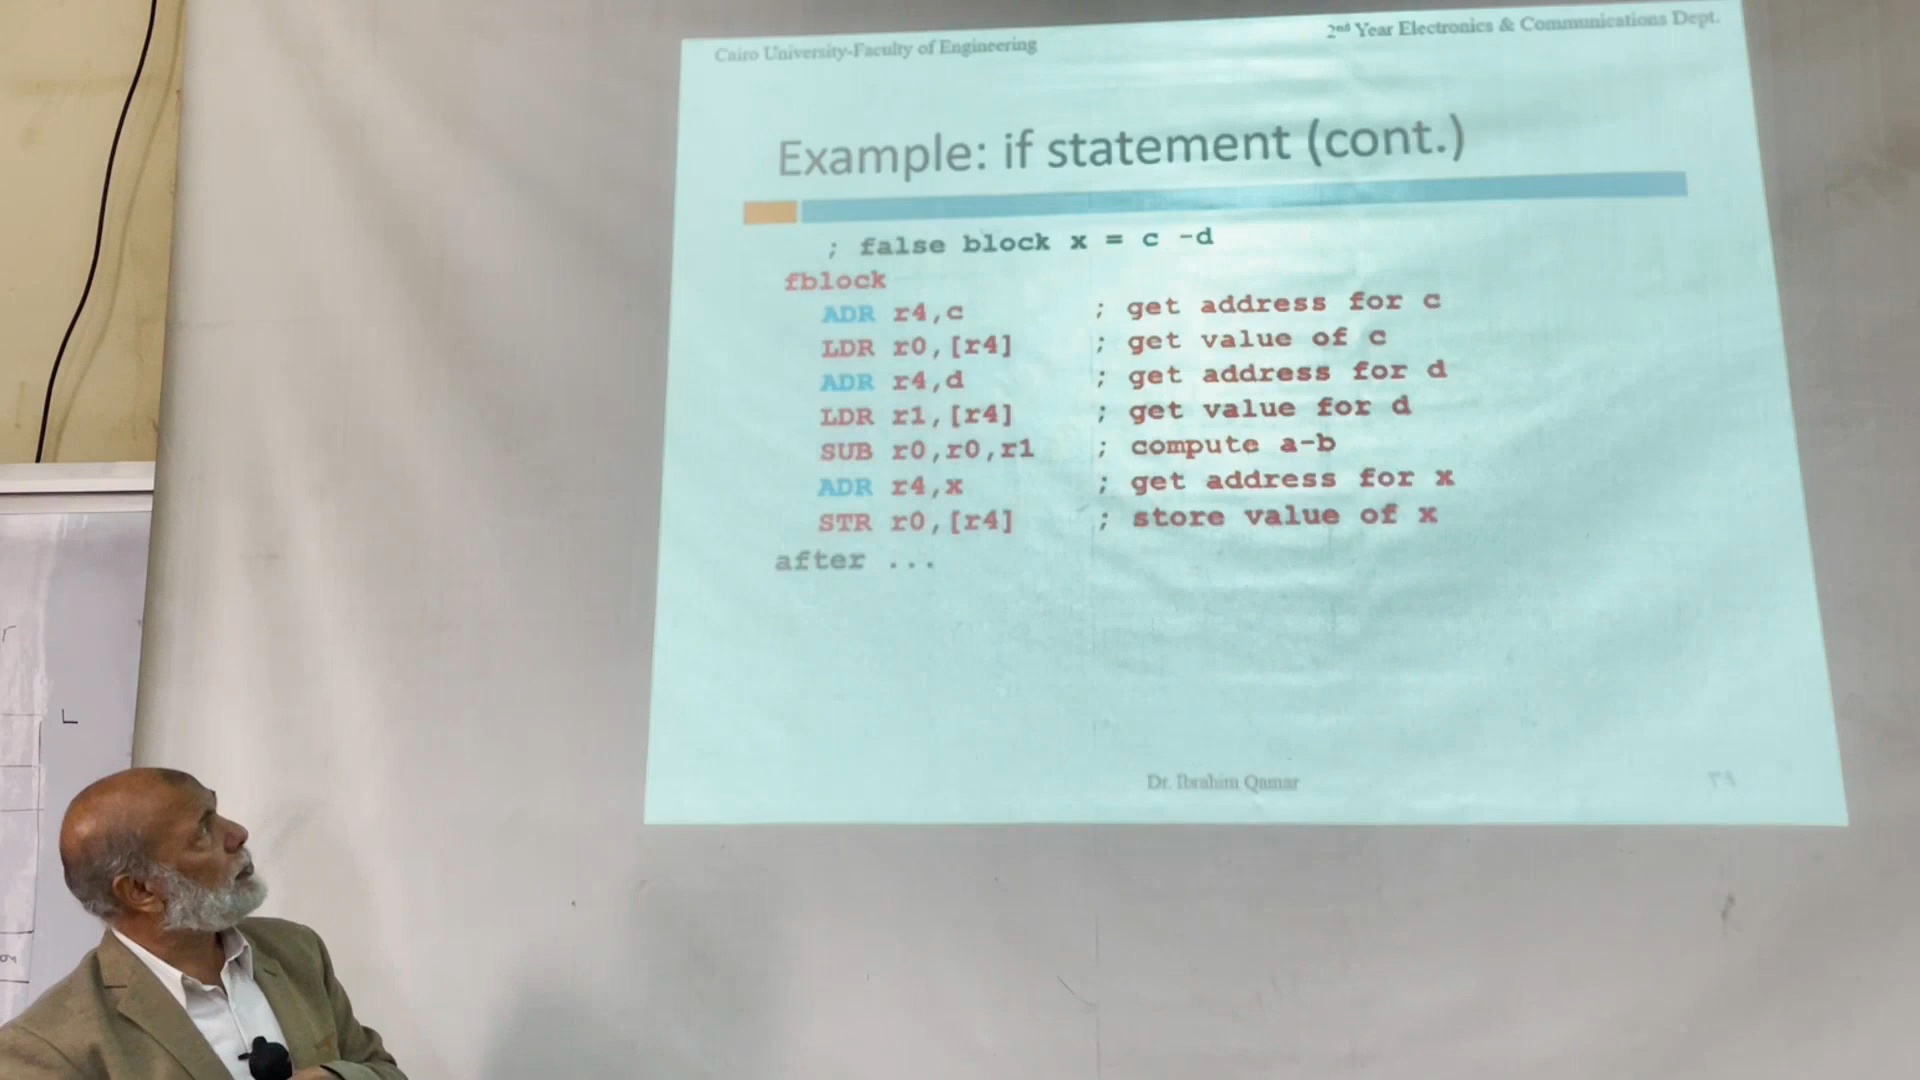 Cairo University-Faculty of Engineering
2nd Year Electronics & Communications Dept.
Example: if statement (cont.)
; false block x = c -d
fblock
ADR r4,c ; get address for c
LDR r0,[r4] ; get value of c
ADR r4,d ; get address for d
LDR r1,[r4] ; get value for d
SUB r0,r0,r1 ; compute a-b
ADR r4,x ; get address for x
STR r0,[r4] ; store value of x
after ...
Dr. Ibrahim Qamar
٣٩